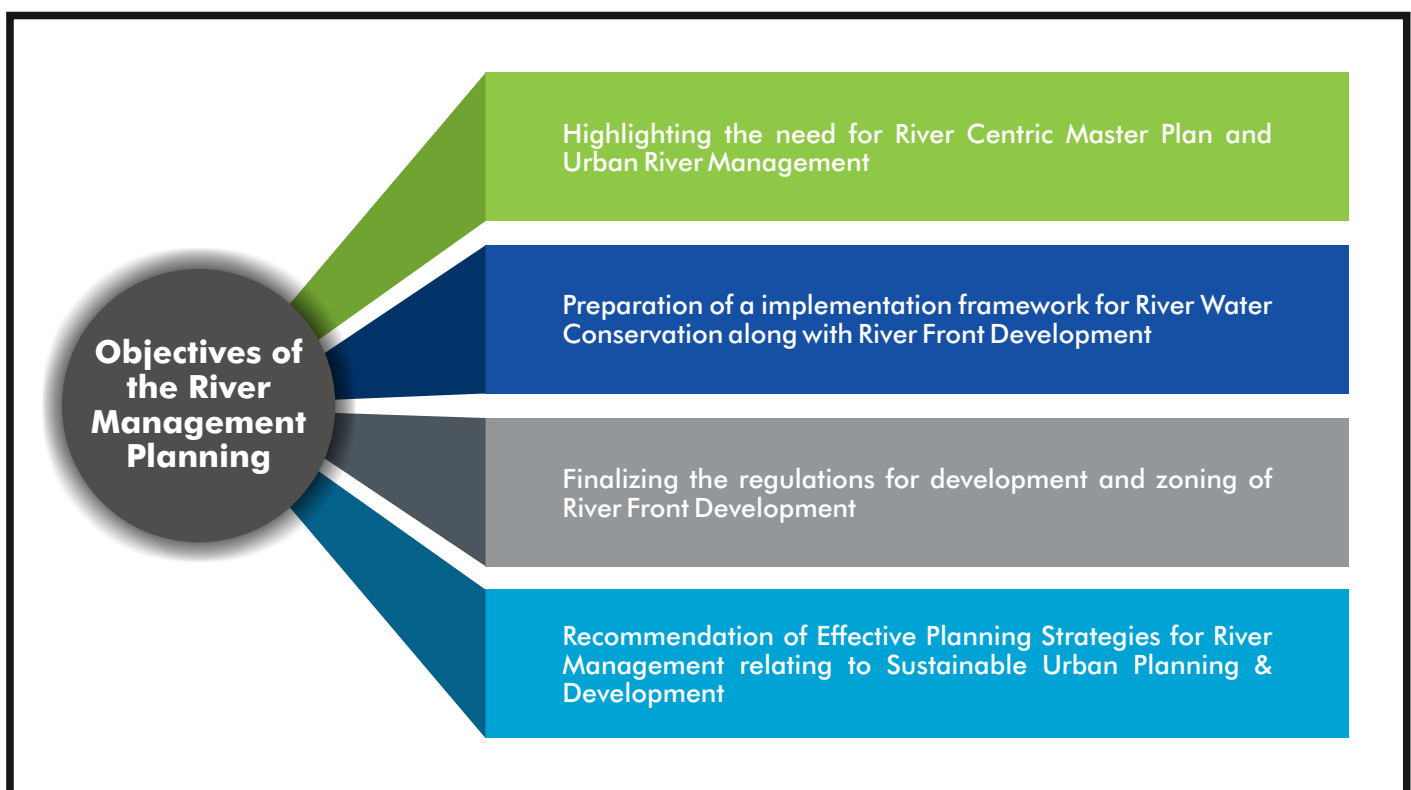 Objectives of
the River
Management
Planning
Highlighting the need for River Centric Master Plan and
Urban River Management
Preparation of a implementation framework for River Water
Conservation along with River Front Development
Finalizing the regulations for development and zoning of
River Front Development
Recommendation of Effective Planning Strategies for River
Management relating to Sustainable Urban Planning &
Development